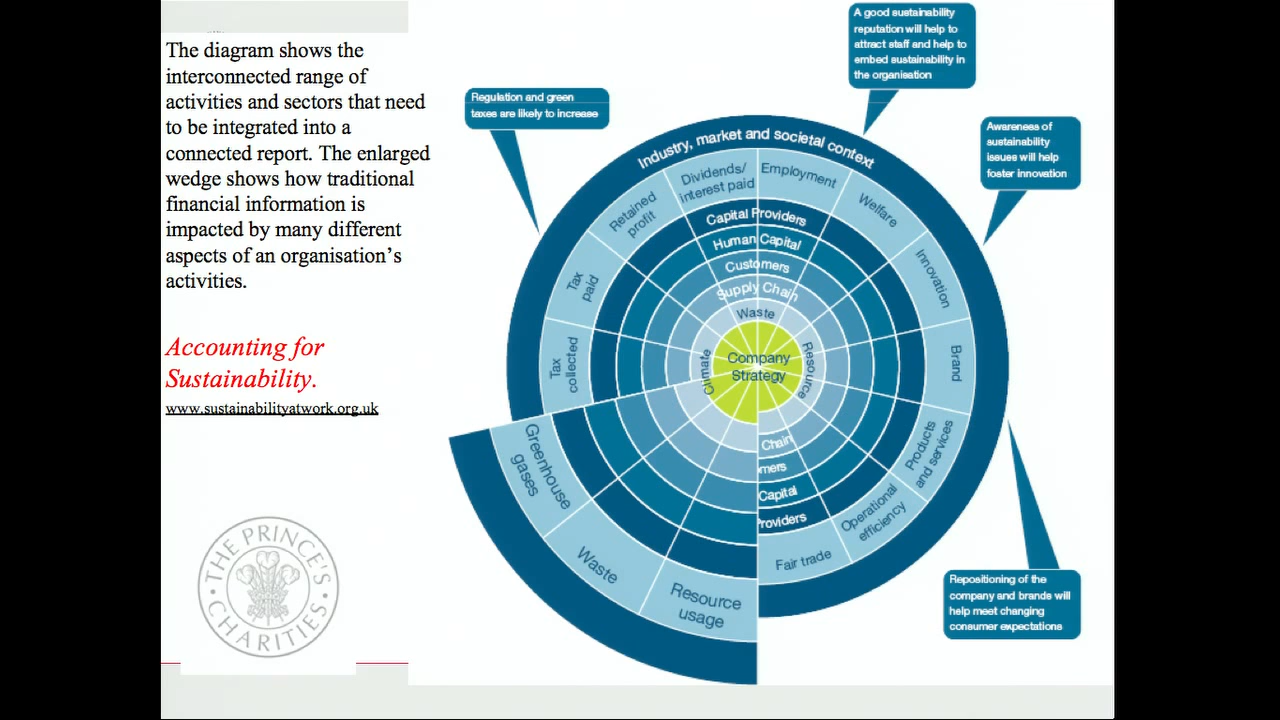 The diagram shows the
interconnected range of
activities and sectors that need
to be integrated into a
connected report. The enlarged
wedge shows how traditional
financial information is
impacted by many different
aspects of an organisation's
activities.
Accounting for
Sustainability.
www.sustainabilityatwork.org.uk
THE PRINCE'S
CHARITIES
Regulation and green
taxes are likely to increase
A good sustainability
reputation will help to
attract staff and help to
embed sustainability in
the organisation
Awareness of
sustainability
issues will help
foster innovation
Repositioning of the
company and brands will
help meet changing
consumer expectations
Industry, market and societal context
Dividends/
interest paid
Employment
Welfare
Innovation
Brand
Products
and services
Operational
efficiency
Fair trade
Resource
usage
Waste
Greenhouse
gases
Tax
collected
Tax
paid
Retained
profit
Capital Providers
Human Capital
Customers
Supply Chain
Waste
Climate
Resource
Company
Strategy
Chain
mers
Capital
Providers